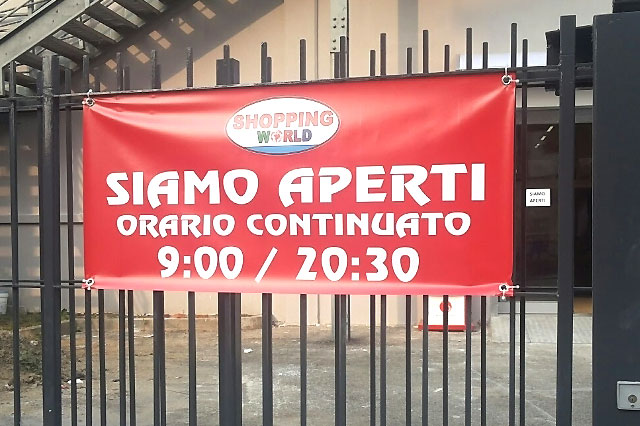 SHOPPING
WORLD
SIAMO APERTI
ORARIO CONTINUATO
9:00 / 20:30
SIAMO
APERTI